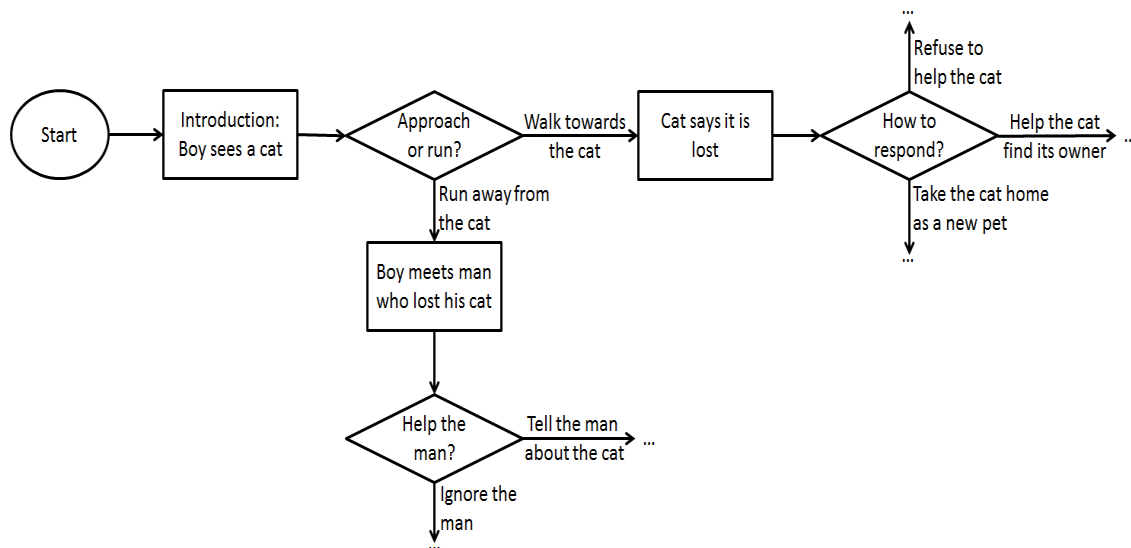 ...
Refuse to
help the cat
Start
Introduction:
Boy sees a cat
Approach
or run?
Walk towards
the cat
Cat says it is
lost
How to
respond?
Help the cat
find its owner
...
Run away from
the cat
Take the cat home
as a new pet
...
Boy meets man
who lost his cat
Help the
man?
Tell the man
about the cat
...
Ignore the
man
...